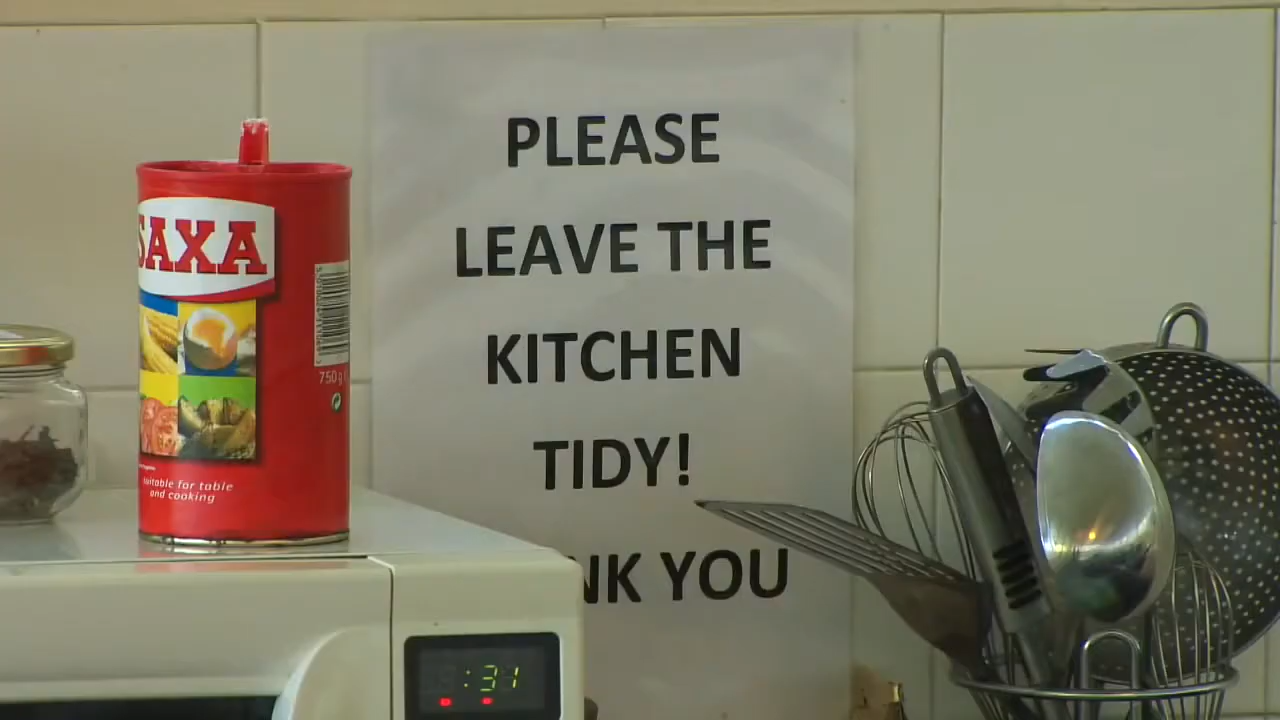 PLEASE
LEAVE THE
KITCHEN
TIDY!
NK YOU
SAXA
750g
suitable for table
and cooking
:31